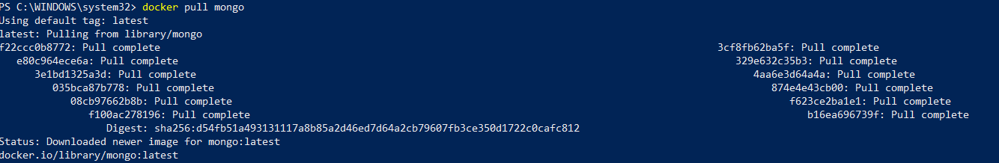 PS C:\WINDOWS\system32> docker pull mongo
Using default tag: latest
latest: Pulling from library/mongo
f22ccc0b8772: Pull complete 3cf8fb62ba5f: Pull complete
e80c964ece6a: Pull complete 329e632c35b3: Pull complete
3e1bd1325a3d: Pull complete 4aa6e3d64a4a: Pull complete
035bca87b778: Pull complete 874e4e43cb00: Pull complete
08cb97662b8b: Pull complete f623ce2ba1e1: Pull complete
f100ac278196: Pull complete b16ea696739f: Pull complete
Digest: sha256:d54fb51a493131117a8b85a2d46ed7d64a2cb79607fb3ce350d1722c0cafc812
Status: Downloaded newer image for mongo:latest
docker.io/library/mongo:latest